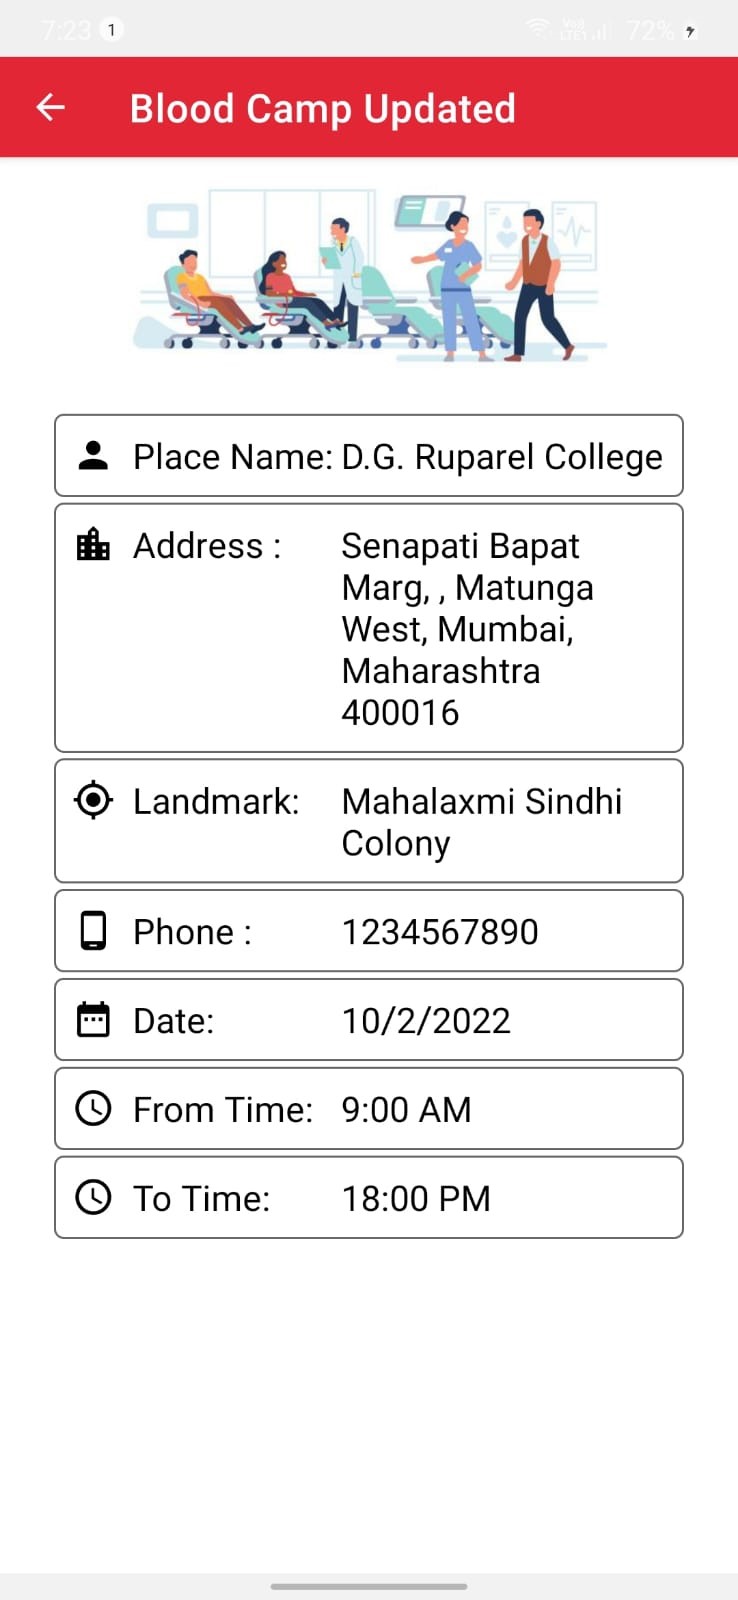 7:23 1 Vo)) LTE1 72%
Blood Camp Updated
Place Name: D.G. Ruparel College
Address : Senapati Bapat
Marg, , Matunga
West, Mumbai,
Maharashtra
400016
Landmark: Mahalaxmi Sindhi
Colony
Phone : 1234567890
Date: 10/2/2022
From Time: 9:00 AM
To Time: 18:00 PM